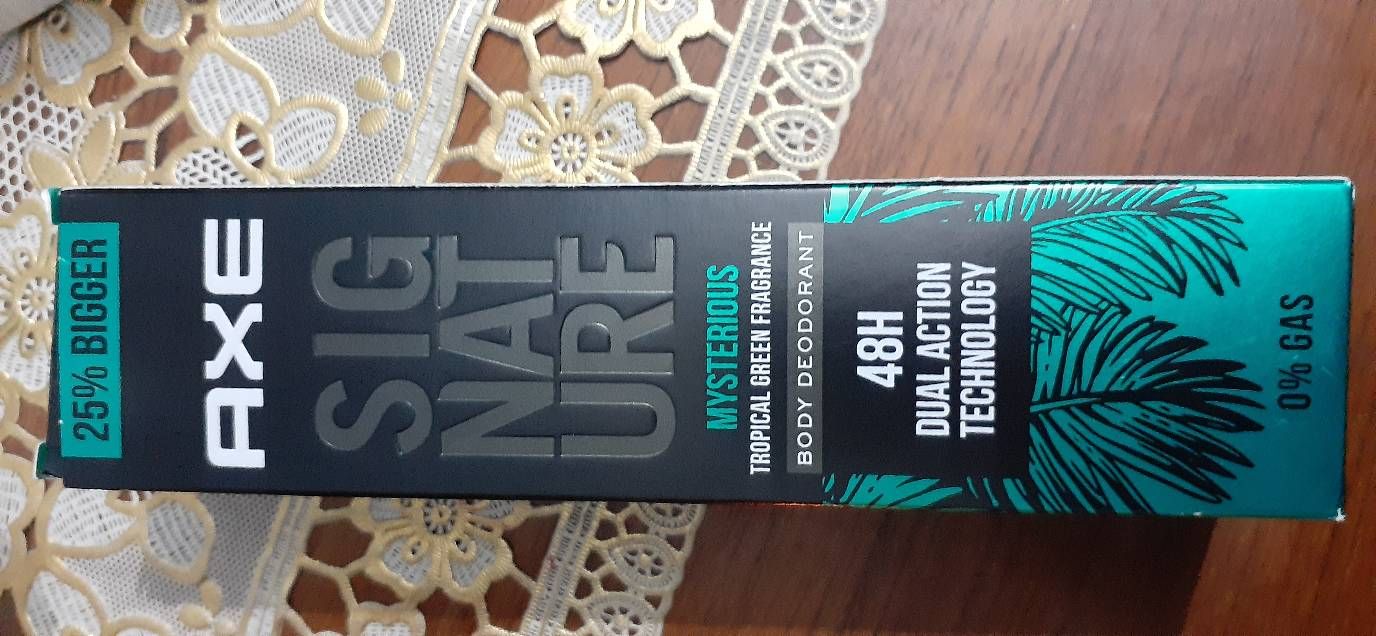 25% BIGGER
AXE
SIG
NAT
URE
MYSTERIOUS
TROPICAL GREEN FRAGRANCE
BODY DEODORANT
48H
DUAL ACTION
TECHNOLOGY
0% GAS